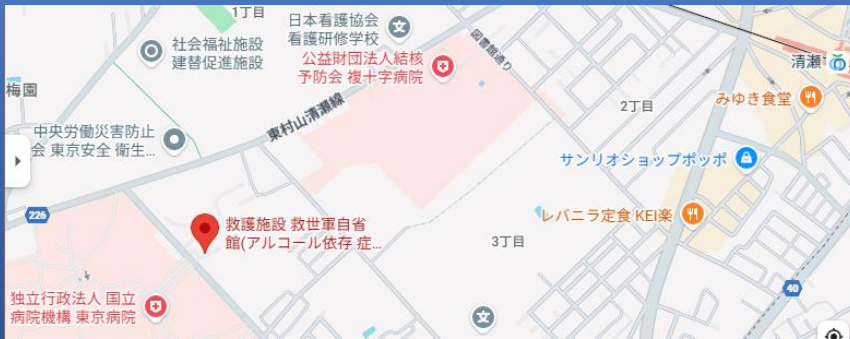 1丁目
日本看護協会
看護研修学校
社会福祉施設
建替促進施設
公益財団法人結核
予防会 複十字病院
図書館通り
清瀬
梅園
みゆき食堂
2丁目
東村山清瀬線
中央労働災害防止
会 東京安全 衛生...
サンリオショップポッポ
226
救護施設 救世軍自省
館(アルコール依存 症...
レバニラ定食 KEI楽
3丁目
40
独立行政法人 国立
病院機構 東京病院